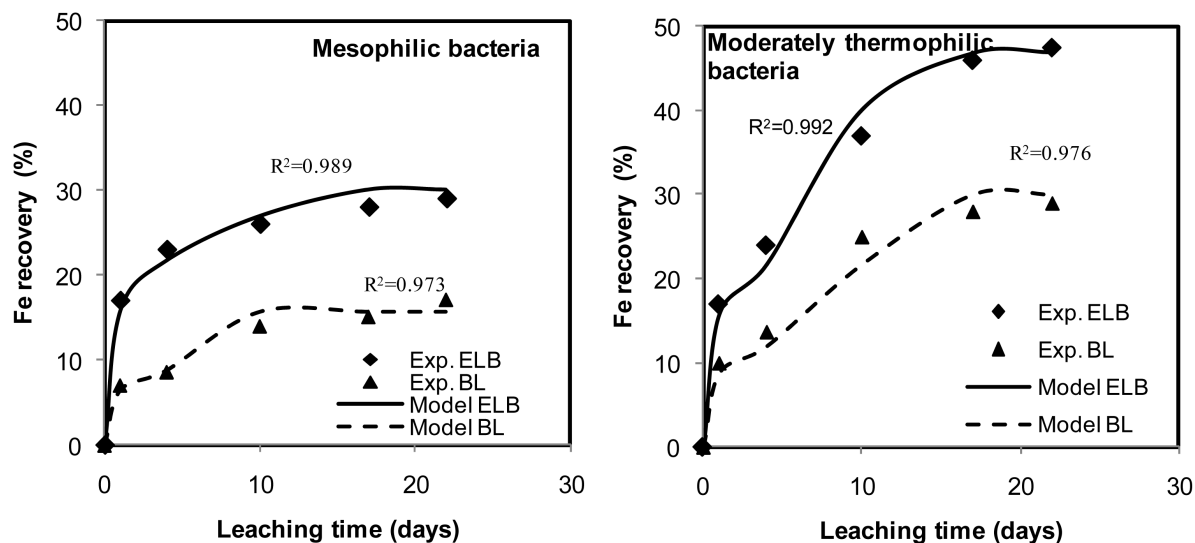 Mesophilic bacteria
Fe recovery (%)
50
40
30
20
10
0
R²=0.989
R²=0.973
Exp. ELB
Exp. BL
Model ELB
Model BL
0 10 20 30
Leaching time (days)
Moderately thermophilic
bacteria
Fe recovery (%)
50
40
30
20
10
0
R²=0.992
R²=0.976
Exp. ELB
Exp. BL
Model ELB
Model BL
0 10 20 30
Leaching time (days)